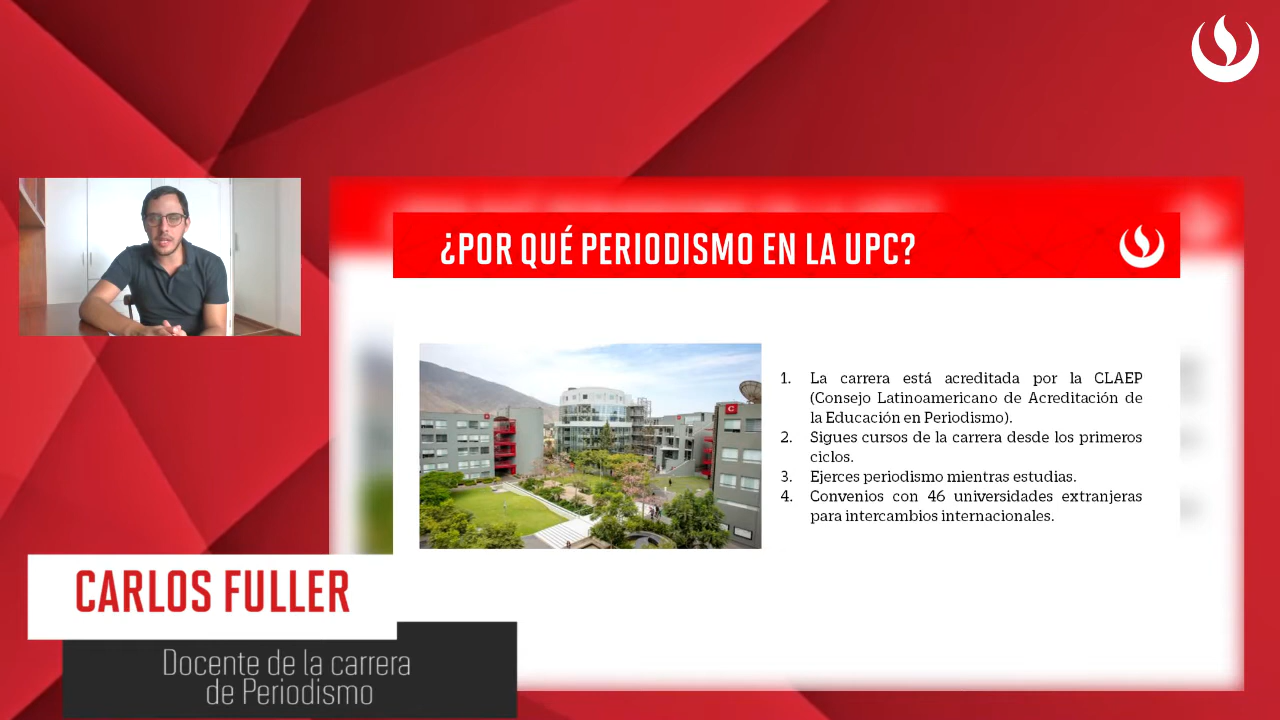 ¿POR QUÉ PERIODISMO EN LA UPC?
1. La carrera está acreditada por la CLAEP
(Consejo Latinoamericano de Acreditación de
la Educación en Periodismo).
2. Sigues cursos de la carrera desde los primeros
ciclos.
3. Ejerces periodismo mientras estudias.
4. Convenios con 46 universidades extranjeras
para intercambios internacionales.
CARLOS FULLER
Docente de la carrera
de Periodismo